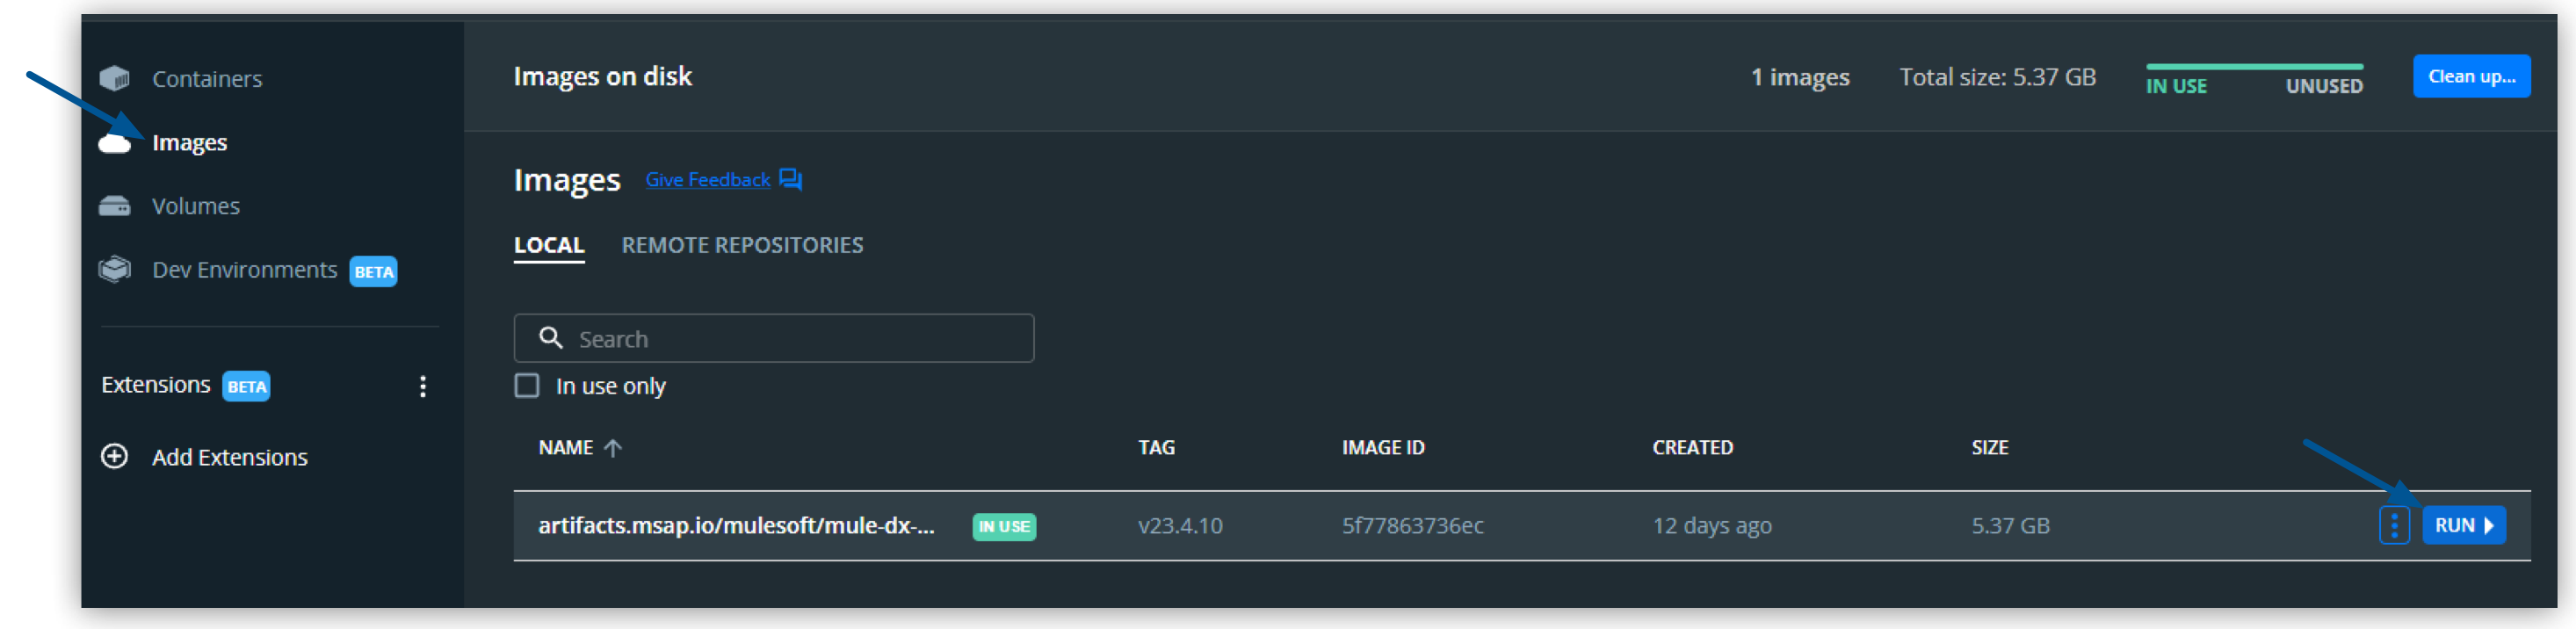 Containers
Images
Volumes
Dev Environments BETA
Extensions BETA
Add Extensions
Images on disk
1 images
Total size: 5.37 GB
IN USE
UNUSED
Clean up...
Images Give Feedback
LOCAL REMOTE REPOSITORIES
Search
In use only
NAME TAG IMAGE ID CREATED SIZE
artifacts.msap.io/mulesoft/mule-dx-... IN USE v23.4.10 5f77863736ec 12 days ago 5.37 GB RUN